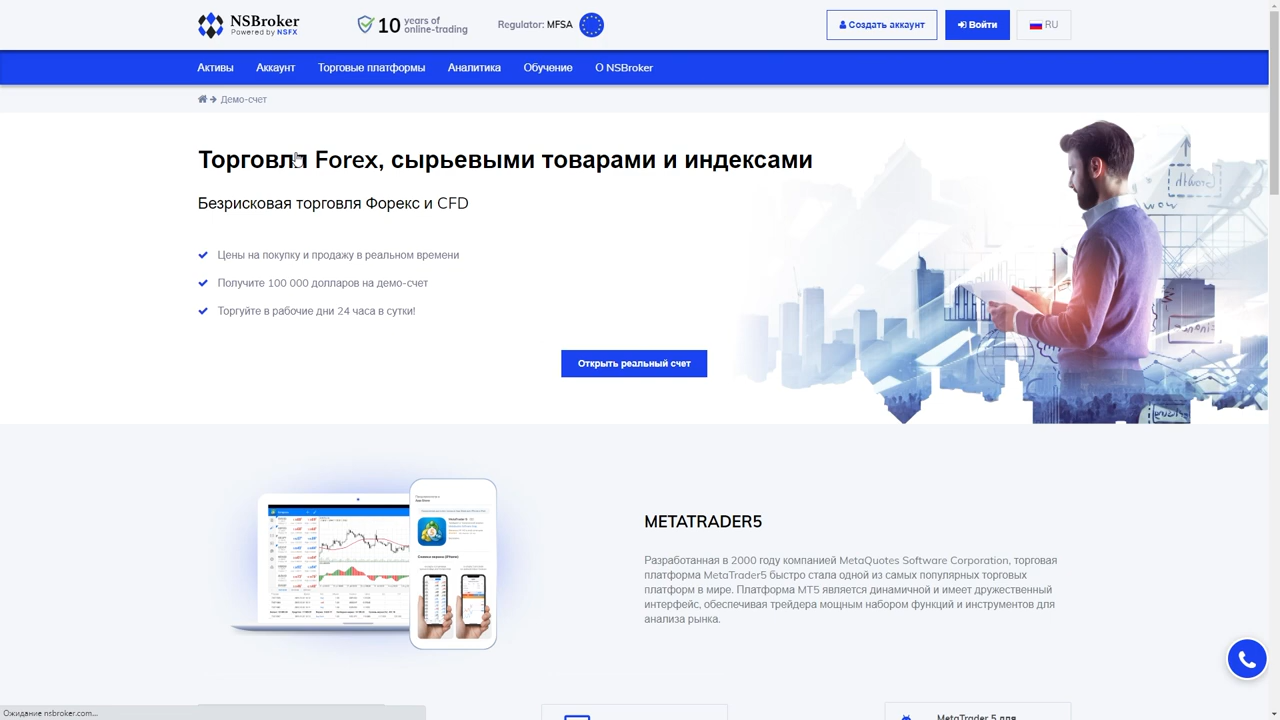 NSBroker
Powered by NSFX
10 years of
online-trading
Regulator: MFSA
Создать аккаунт
Войти
RU
Активы
Аккаунт
Торговые платформы
Аналитика
Обучение
О NSBroker
Демо-счет
Торговля Forex, сырьевыми товарами и индексами
Безрисковая торговля Форекс и CFD
Цены на покупку и продажу в реальном времени
Получите 100 000 долларов на демо-счет
Торгуйте в рабочие дни 24 часа в сутки!
Открыть реальный счет
METATRADER5
Разработанная в 2000 году компанией MetaQuotes Software Corporation, торговая
платформа MetaTrader5 быстро стала одной из самых популярных торговых
платформ в мире. Платформа MT5 является динамичной и имеет дружественный
интерфейс, обеспечивая трейдера мощным набором функций и инструментов для
анализа рынка.
MetaTrader 5 для
Ожидание nsbroker.com...